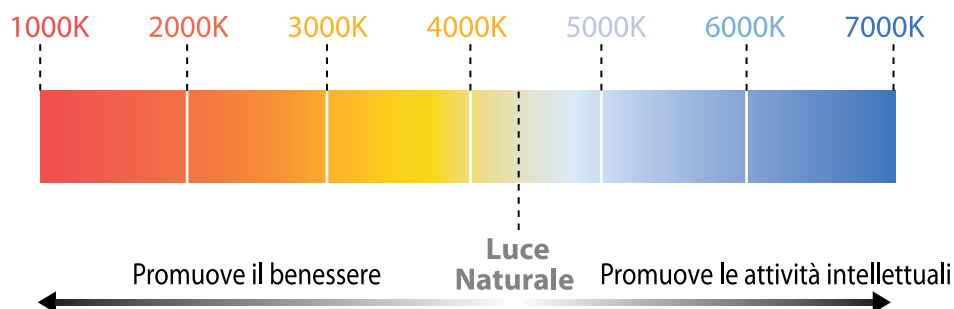 1000K 2000K 3000K 4000K 5000K 6000K 7000K
Luce
Naturale
Promuove il benessere
Promuove le attività intellettuali